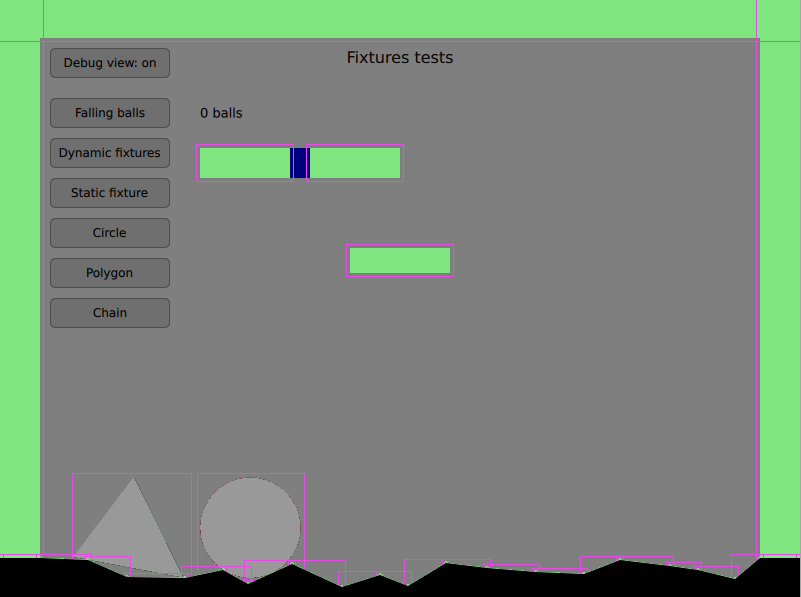 Fixtures tests
Debug view: on
Falling balls
0 balls
Dynamic fixtures
Static fixture
Circle
Polygon
Chain